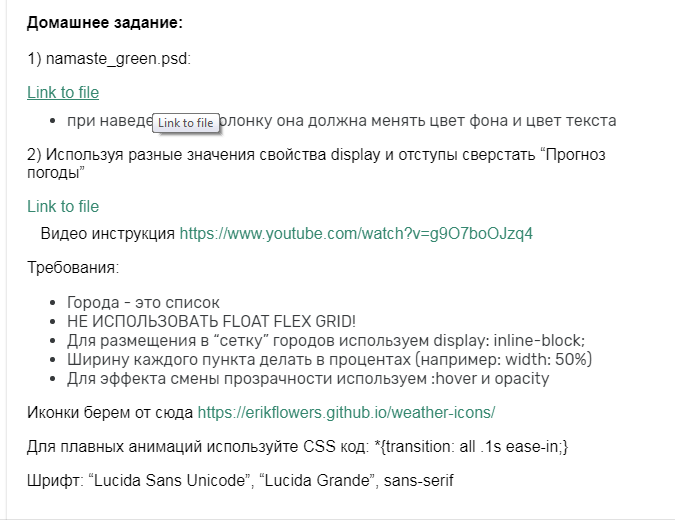 Домашнее задание:
1) namaste_green.psd:
Link to file
при наведе Link to file олонку она должна менять цвет фона и цвет текста
2) Используя разные значения свойства display и отступы сверстать “Прогноз
погоды”
Link to file
Видео инструкция https://www.youtube.com/watch?v=g9O7boOJzq4
Требования:
Города - это список
НЕ ИСПОЛЬЗОВАТЬ FLOAT FLEX GRID!
Для размещения в “сетку” городов используем display: inline-block;
Ширину каждого пункта делать в процентах (например: width: 50%)
Для эффекта смены прозрачности используем :hover и opacity
Иконки берем от сюда https://erikflowers.github.io/weather-icons/
Для плавных анимаций используйте CSS код: *{transition: all .1s ease-in;}
Шрифт: “Lucida Sans Unicode”, “Lucida Grande”, sans-serif